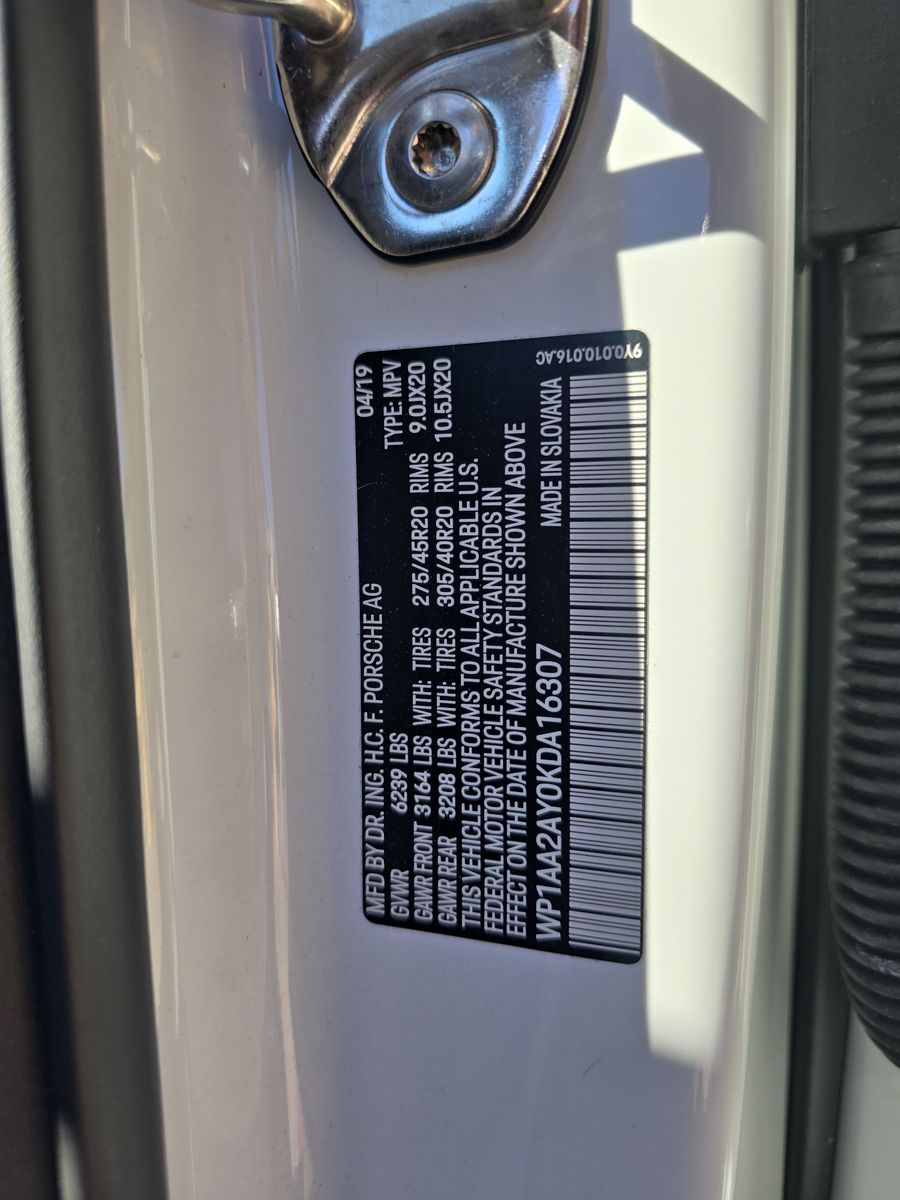 MFD BY DR. ING. H.C. F. PORSCHE AG 04/19
GVWR 6239 LBS TYPE: MPV
GAWR FRONT 3164 LBS WITH: TIRES 275/45R20 RIMS 9.0JX20
GAWR REAR 3208 LBS WITH: TIRES 305/40R20 RIMS 10.5JX20
THIS VEHICLE CONFORMS TO ALL APPLICABLE U.S.
FEDERAL MOTOR VEHICLE SAFETY STANDARDS IN
EFFECT ON THE DATE OF MANUFACTURE SHOWN ABOVE
WP1AA2AY0KDA16307 MADE IN SLOVAKIA
9Y0.010.016.AC